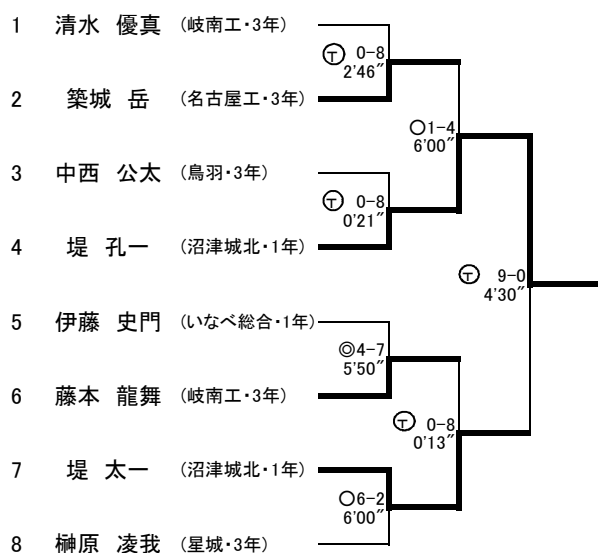 1 清水 優真 (岐南工・3年)
Ⓣ 0-8
2′46″
2 築城 岳 (名古屋工・3年)
○1-4
6′00″
3 中西 公太 (鳥羽・3年)
Ⓣ 0-8
0′21″
4 堤 孔一 (沼津城北・1年)
Ⓣ 9-0
4′30″
5 伊藤 史門 (いなべ総合・1年)
◎4-7
5′50″
6 藤本 龍舞 (岐南工・3年)
Ⓣ 0-8
0′13″
7 堤 太一 (沼津城北・1年)
○6-2
6′00″
8 榊原 凌我 (星城・3年)